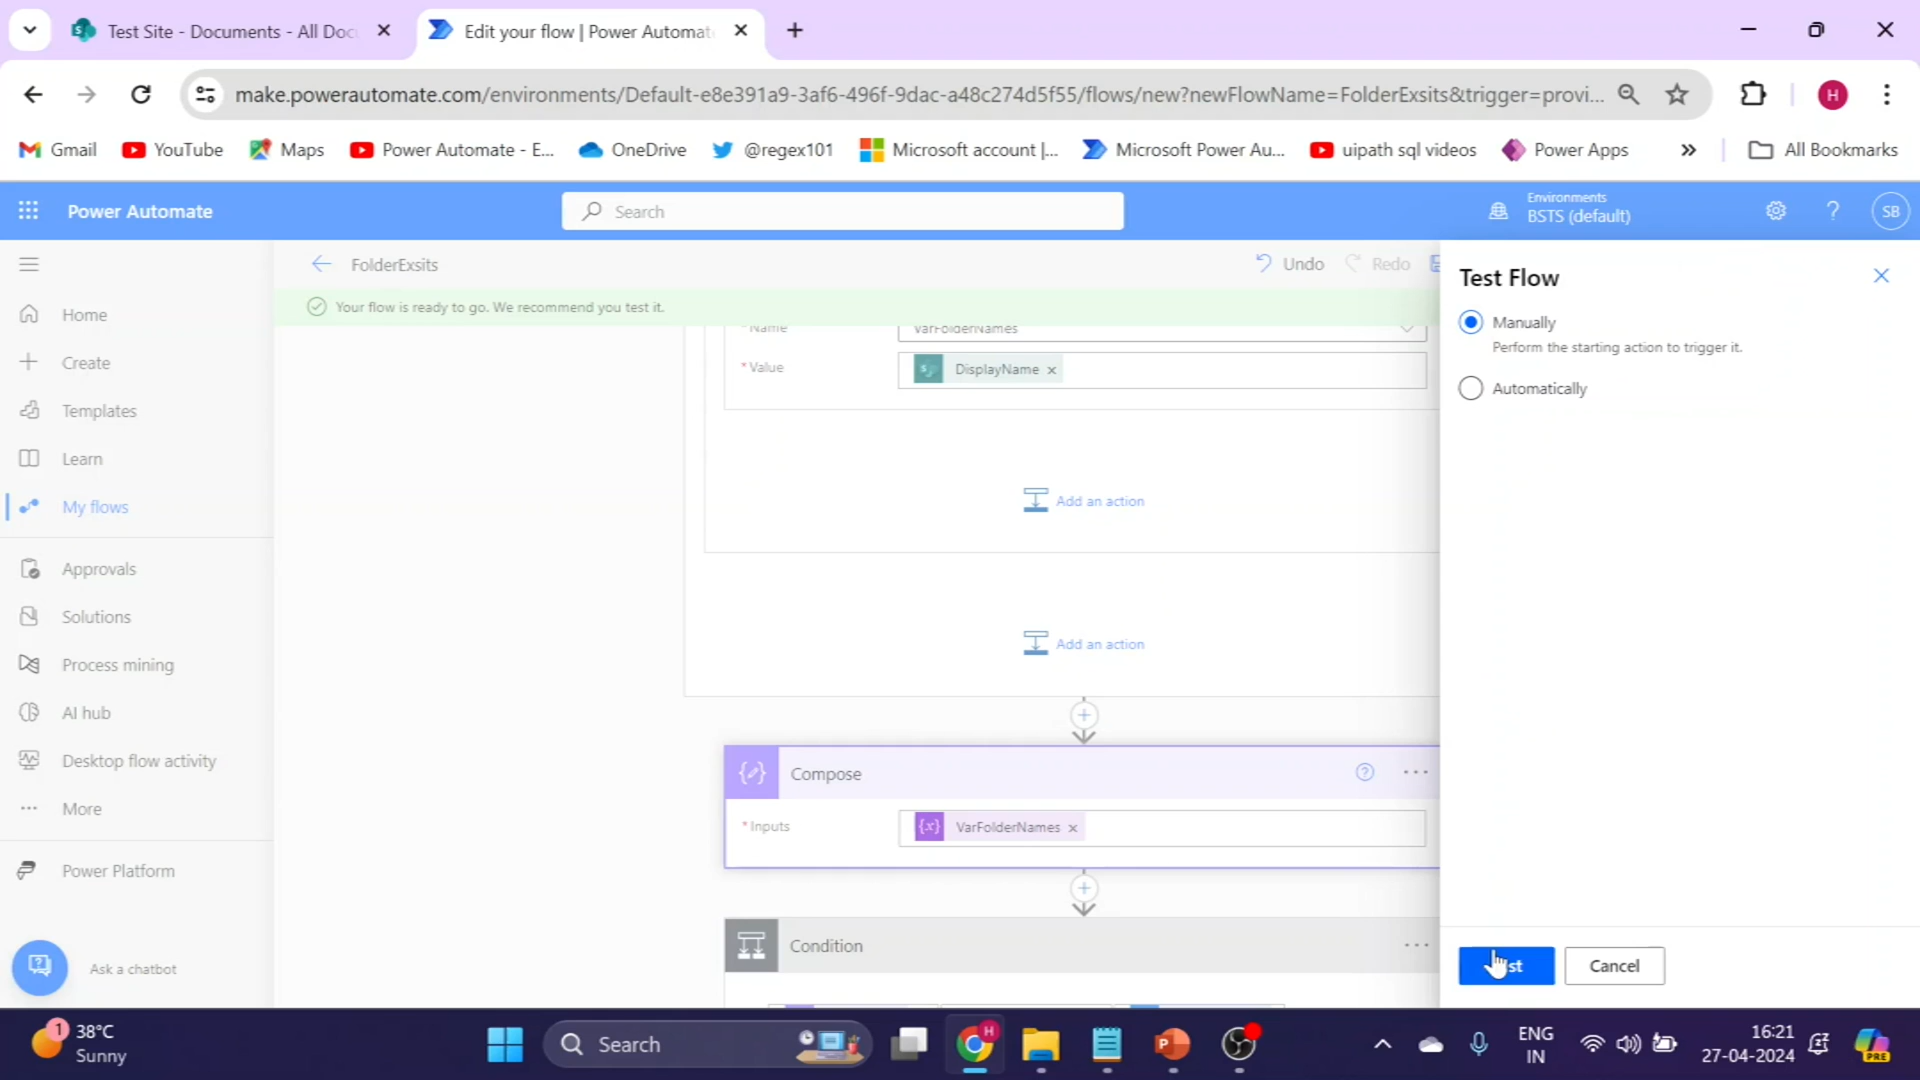 Test Site - Documents - All Doc
Edit your flow | Power Automat
make.powerautomate.com/environments/Default-e8e391a9-3af6-496f-9dac-a48c274d5f55/flows/new?newFlowName=FolderExsits&trigger=provi...
H
Gmail
YouTube
Maps
Power Automate - E...
OneDrive
@regex101
Microsoft account |...
Microsoft Power Au...
uipath sql videos
Power Apps
All Bookmarks
Power Automate
Search
Environments
BSTS (default)
SB
FolderExsits
Undo
Redo
Your flow is ready to go. We recommend you test it.
Home
Create
Templates
Learn
My flows
Approvals
Solutions
Process mining
AI hub
Desktop flow activity
More
Power Platform
Ask a chatbot
* Name
VarFolderNames
* Value
DisplayName
Add an action
Add an action
Compose
* Inputs
VarFolderNames
Condition
Test Flow
Manually
Perform the starting action to trigger it.
Automatically
Cancel
1
38°C
Sunny
Search
H
ENG
IN
16:21
27-04-2024
PRE